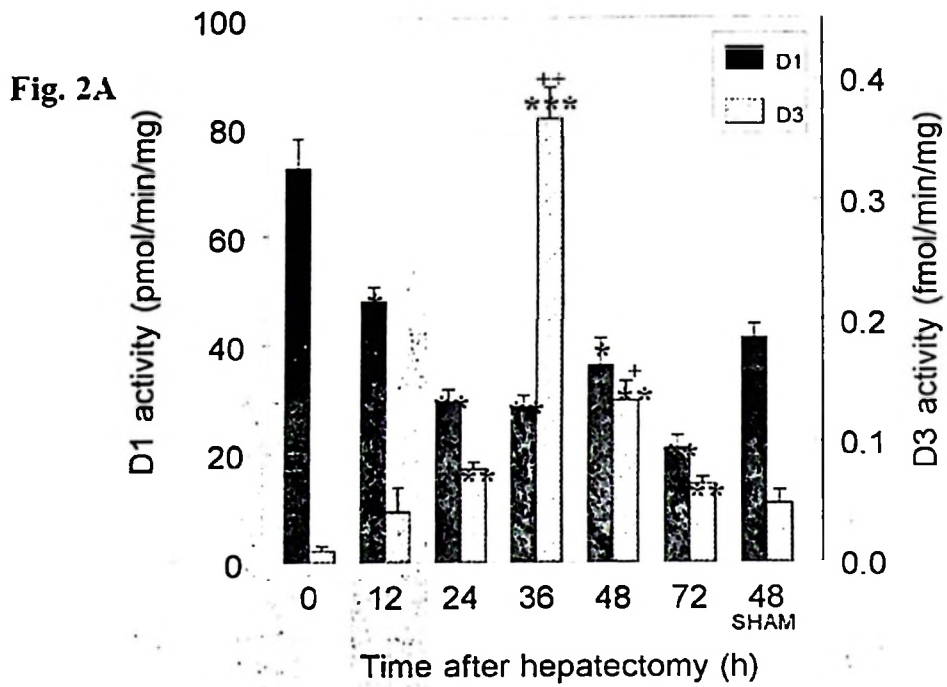 Fig. 2A
D1 activity (pmol/min/mg)
100
80
60
40
20
0
D1
D3
D3 activity (fmol/min/mg)
0.4
0.3
0.2
0.1
0.0
++
***
*
**
**
**
*
+
**
**
**
0 12 24 36 48 72 48
SHAM
Time after hepatectomy (h)